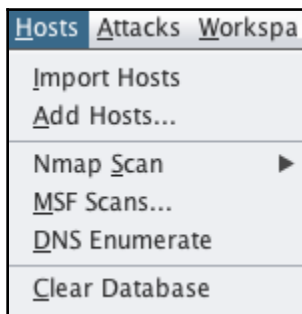 Hosts Attacks Workspa
Import Hosts
Add Hosts...
Nmap Scan
MSF Scans...
DNS Enumerate
Clear Database